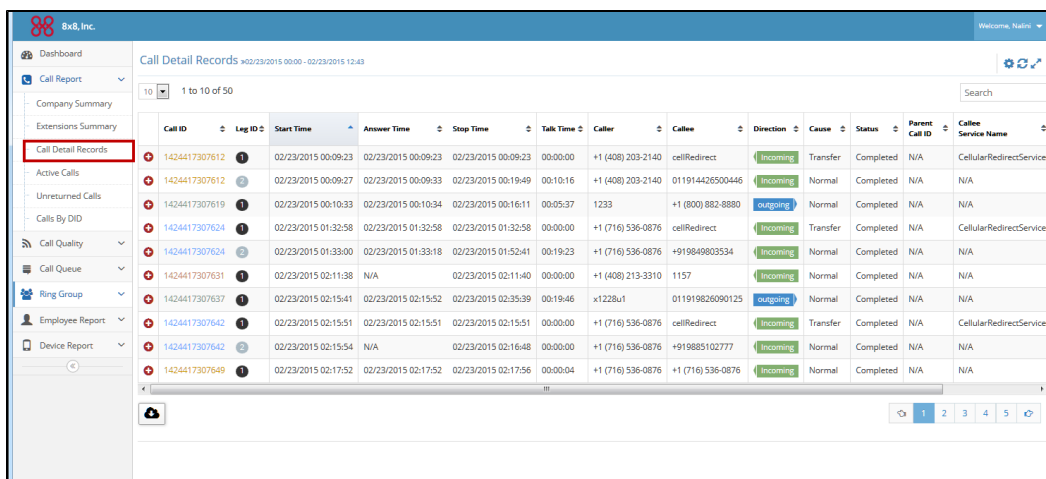 8x8, Inc.
Welcome, Nalini
Dashboard
Call Report
Company Summary
Extensions Summary
Call Detail Records
Active Calls
Unreturned Calls
Calls By DID
Call Quality
Call Queue
Ring Group
Employee Report
Device Report
Call Detail Records »02/23/2015 00:00 - 02/23/2015 12:43
10 1 to 10 of 50
Search
Call ID Leg ID Start Time Answer Time Stop Time Talk Time Caller Callee Direction Cause Status Parent Call ID Callee Service Name
1424417307612 1 02/23/2015 00:09:23 02/23/2015 00:09:23 02/23/2015 00:09:23 00:00:00 +1 (408) 203-2140 cellRedirect Incoming Transfer Completed N/A CellularRedirectService
1424417307612 2 02/23/2015 00:09:27 02/23/2015 00:09:33 02/23/2015 00:19:49 00:10:16 +1 (408) 203-2140 011914426500446 Incoming Normal Completed N/A N/A
1424417307619 1 02/23/2015 00:10:33 02/23/2015 00:10:34 02/23/2015 00:16:11 00:05:37 1233 +1 (800) 882-8880 outgoing Normal Completed N/A N/A
1424417307624 1 02/23/2015 01:32:58 02/23/2015 01:32:58 02/23/2015 01:32:58 00:00:00 +1 (716) 536-0876 cellRedirect Incoming Transfer Completed N/A CellularRedirectService
1424417307624 2 02/23/2015 01:33:00 02/23/2015 01:33:18 02/23/2015 01:52:41 00:19:23 +1 (716) 536-0876 +919849803534 Incoming Normal Completed N/A N/A
1424417307631 1 02/23/2015 02:11:38 N/A 02/23/2015 02:11:40 00:00:00 +1 (408) 213-3310 1157 Incoming Normal Completed N/A N/A
1424417307637 1 02/23/2015 02:15:41 02/23/2015 02:15:52 02/23/2015 02:35:39 00:19:46 x1228u1 011919826090125 outgoing Normal Completed N/A N/A
1424417307642 1 02/23/2015 02:15:51 02/23/2015 02:15:51 02/23/2015 02:15:51 00:00:00 +1 (716) 536-0876 cellRedirect Incoming Transfer Completed N/A CellularRedirectService
1424417307642 2 02/23/2015 02:15:54 N/A 02/23/2015 02:16:48 00:00:00 +1 (716) 536-0876 +919885102777 Incoming Normal Completed N/A N/A
1424417307649 1 02/23/2015 02:17:52 02/23/2015 02:17:52 02/23/2015 02:17:56 00:00:04 +1 (716) 536-0876 +1 (716) 536-0876 Incoming Normal Completed N/A N/A
1 2 3 4 5